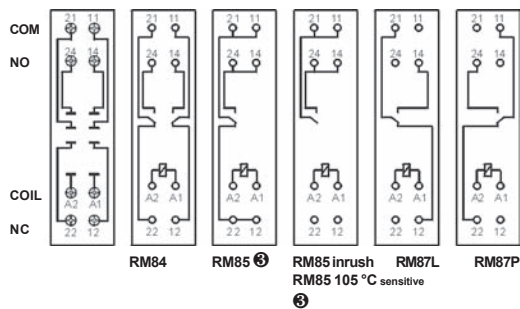 21 11 21 11 21 11 21 11 21 11 21 11
COM
24 14 24 14 24 14 24 14 24 14 24 14
NO
COIL
A2 A1 A2 A1 A2 A1 A2 A1 A2 A1 A2 A1
NC
22 12 22 12 22 12 22 12 22 12 22 12
RM84 RM85 ❸ RM85 inrush RM87L RM87P
RM85 105 °C sensitive
❸